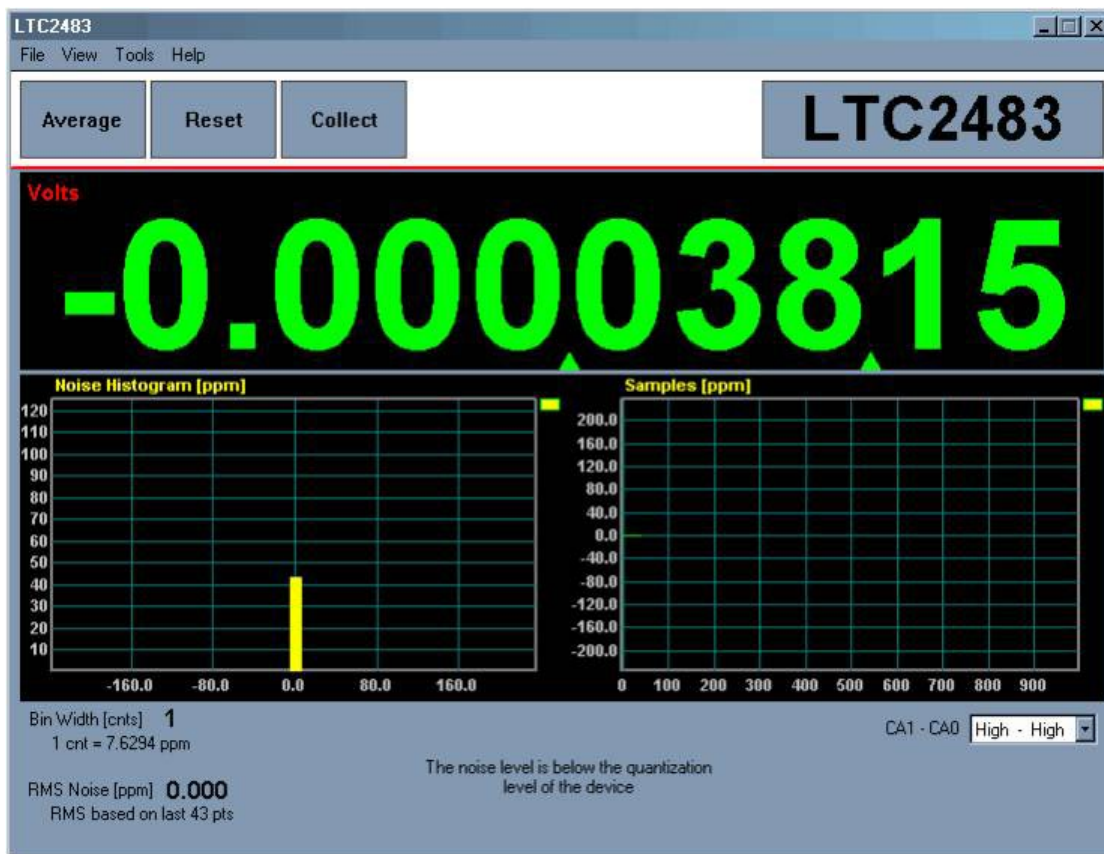 LTC2483
File View Tools Help
Average Reset Collect
LTC2483
Volts
-0.00003815
Noise Histogram [ppm]
120
110
100
90
80
70
60
50
40
30
20
10
-160.0 -80.0 0.0 80.0 160.0
Samples [ppm]
200.0
160.0
120.0
80.0
40.0
0.0
-40.0
-80.0
-120.0
-160.0
-200.0
0 100 200 300 400 500 600 700 800 900
Bin Width [cnts] 1
1 cnt = 7.6294 ppm
RMS Noise [ppm] 0.000
RMS based on last 43 pts
The noise level is below the quantization
level of the device
CA1 - CA0 High - High